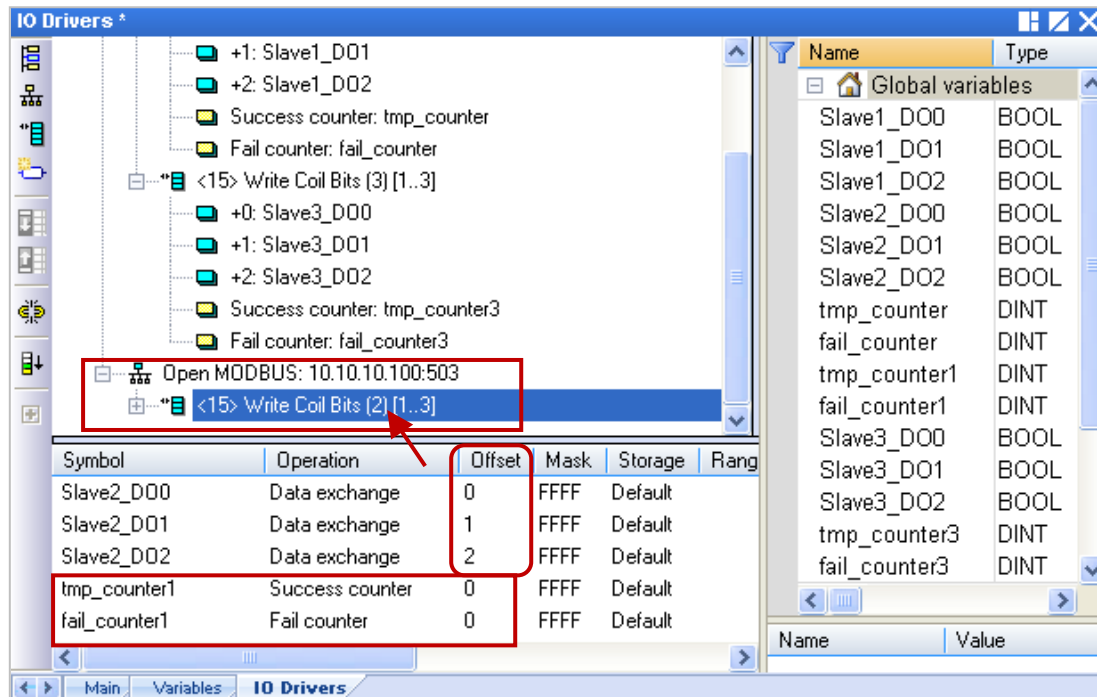 IO Drivers *
+1: Slave1_DO1
+2: Slave1_DO2
Success counter: tmp_counter
Fail counter: fail_counter
<15> Write Coil Bits (3) [1..3]
+0: Slave3_DO0
+1: Slave3_DO1
+2: Slave3_DO2
Success counter: tmp_counter3
Fail counter: fail_counter3
Open MODBUS: 10.10.10.100:503
<15> Write Coil Bits (2) [1..3]
Symbol Operation Offset Mask Storage Rang
Slave2_DO0 Data exchange 0 FFFF Default
Slave2_DO1 Data exchange 1 FFFF Default
Slave2_DO2 Data exchange 2 FFFF Default
tmp_counter1 Success counter 0 FFFF Default
fail_counter1 Fail counter 0 FFFF Default
Name Type
Global variables
Slave1_DO0 BOOL
Slave1_DO1 BOOL
Slave1_DO2 BOOL
Slave2_DO0 BOOL
Slave2_DO1 BOOL
Slave2_DO2 BOOL
tmp_counter DINT
fail_counter DINT
tmp_counter1 DINT
fail_counter1 DINT
Slave3_DO0 BOOL
Slave3_DO1 BOOL
Slave3_DO2 BOOL
tmp_counter3 DINT
fail_counter3 DINT
Name Value
Main Variables IO Drivers